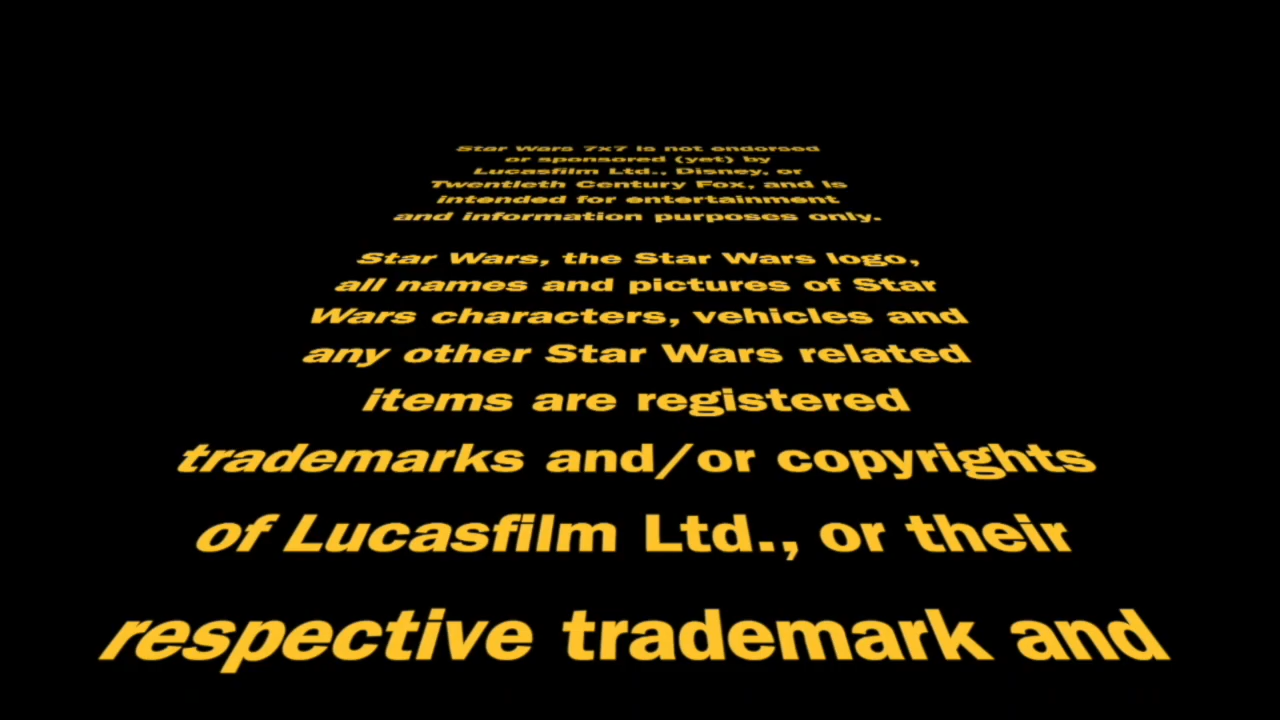 Star Wars 7x7 is not endorsed
or sponsored (yet) by
Lucasfilm Ltd., Disney, or
Twentieth Century Fox, and is
intended for entertainment
and information purposes only.
Star Wars, the Star Wars logo,
all names and pictures of Star
Wars characters, vehicles and
any other Star Wars related
items are registered
trademarks and/or copyrights
of Lucasfilm Ltd., or their
respective trademark and